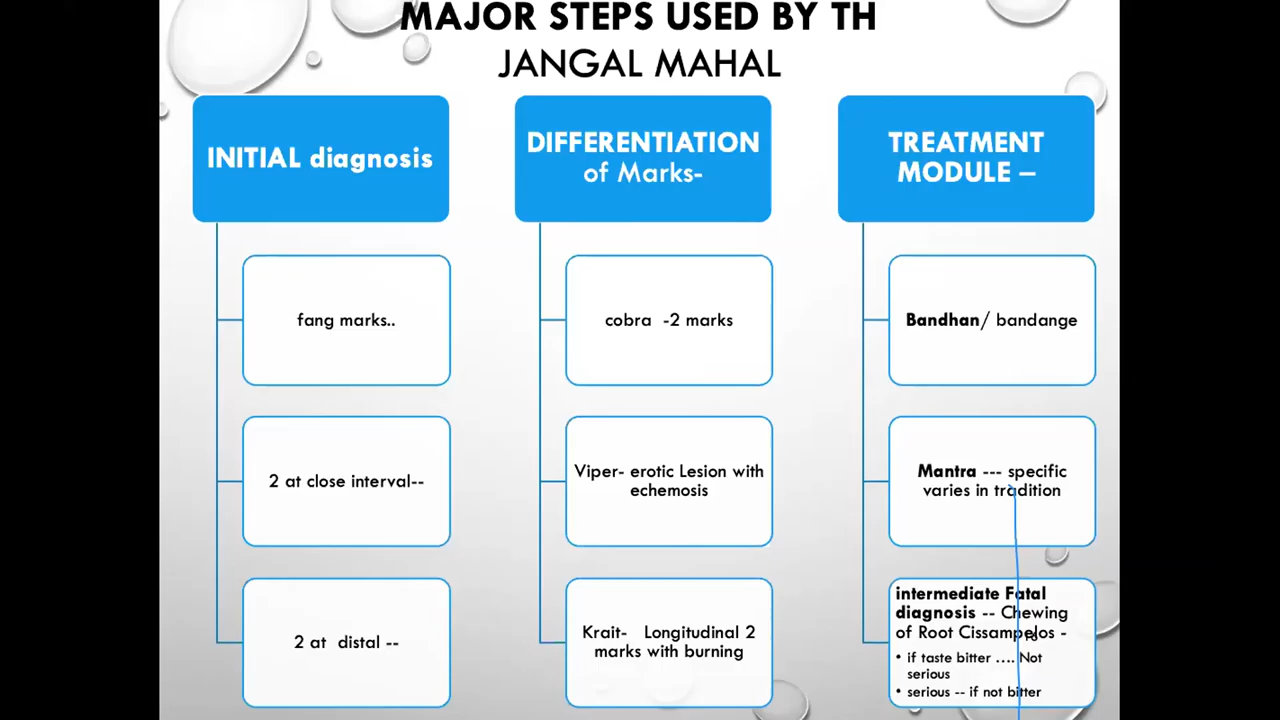 MAJOR STEPS USED BY TH
JANGAL MAHAL
INITIAL diagnosis
fang marks..
2 at close interval--
2 at distal --
DIFFERENTIATION
of Marks-
cobra -2 marks
Viper- erotic Lesion with
echemosis
Krait- Longitudinal 2
marks with burning
TREATMENT
MODULE –
Bandhan/ bandange
Mantra --- specific
varies in tradition
intermediate Fatal
diagnosis -- Chewing
of Root Cissampelos -
• if taste bitter .... Not
serious
• serious -- if not bitter